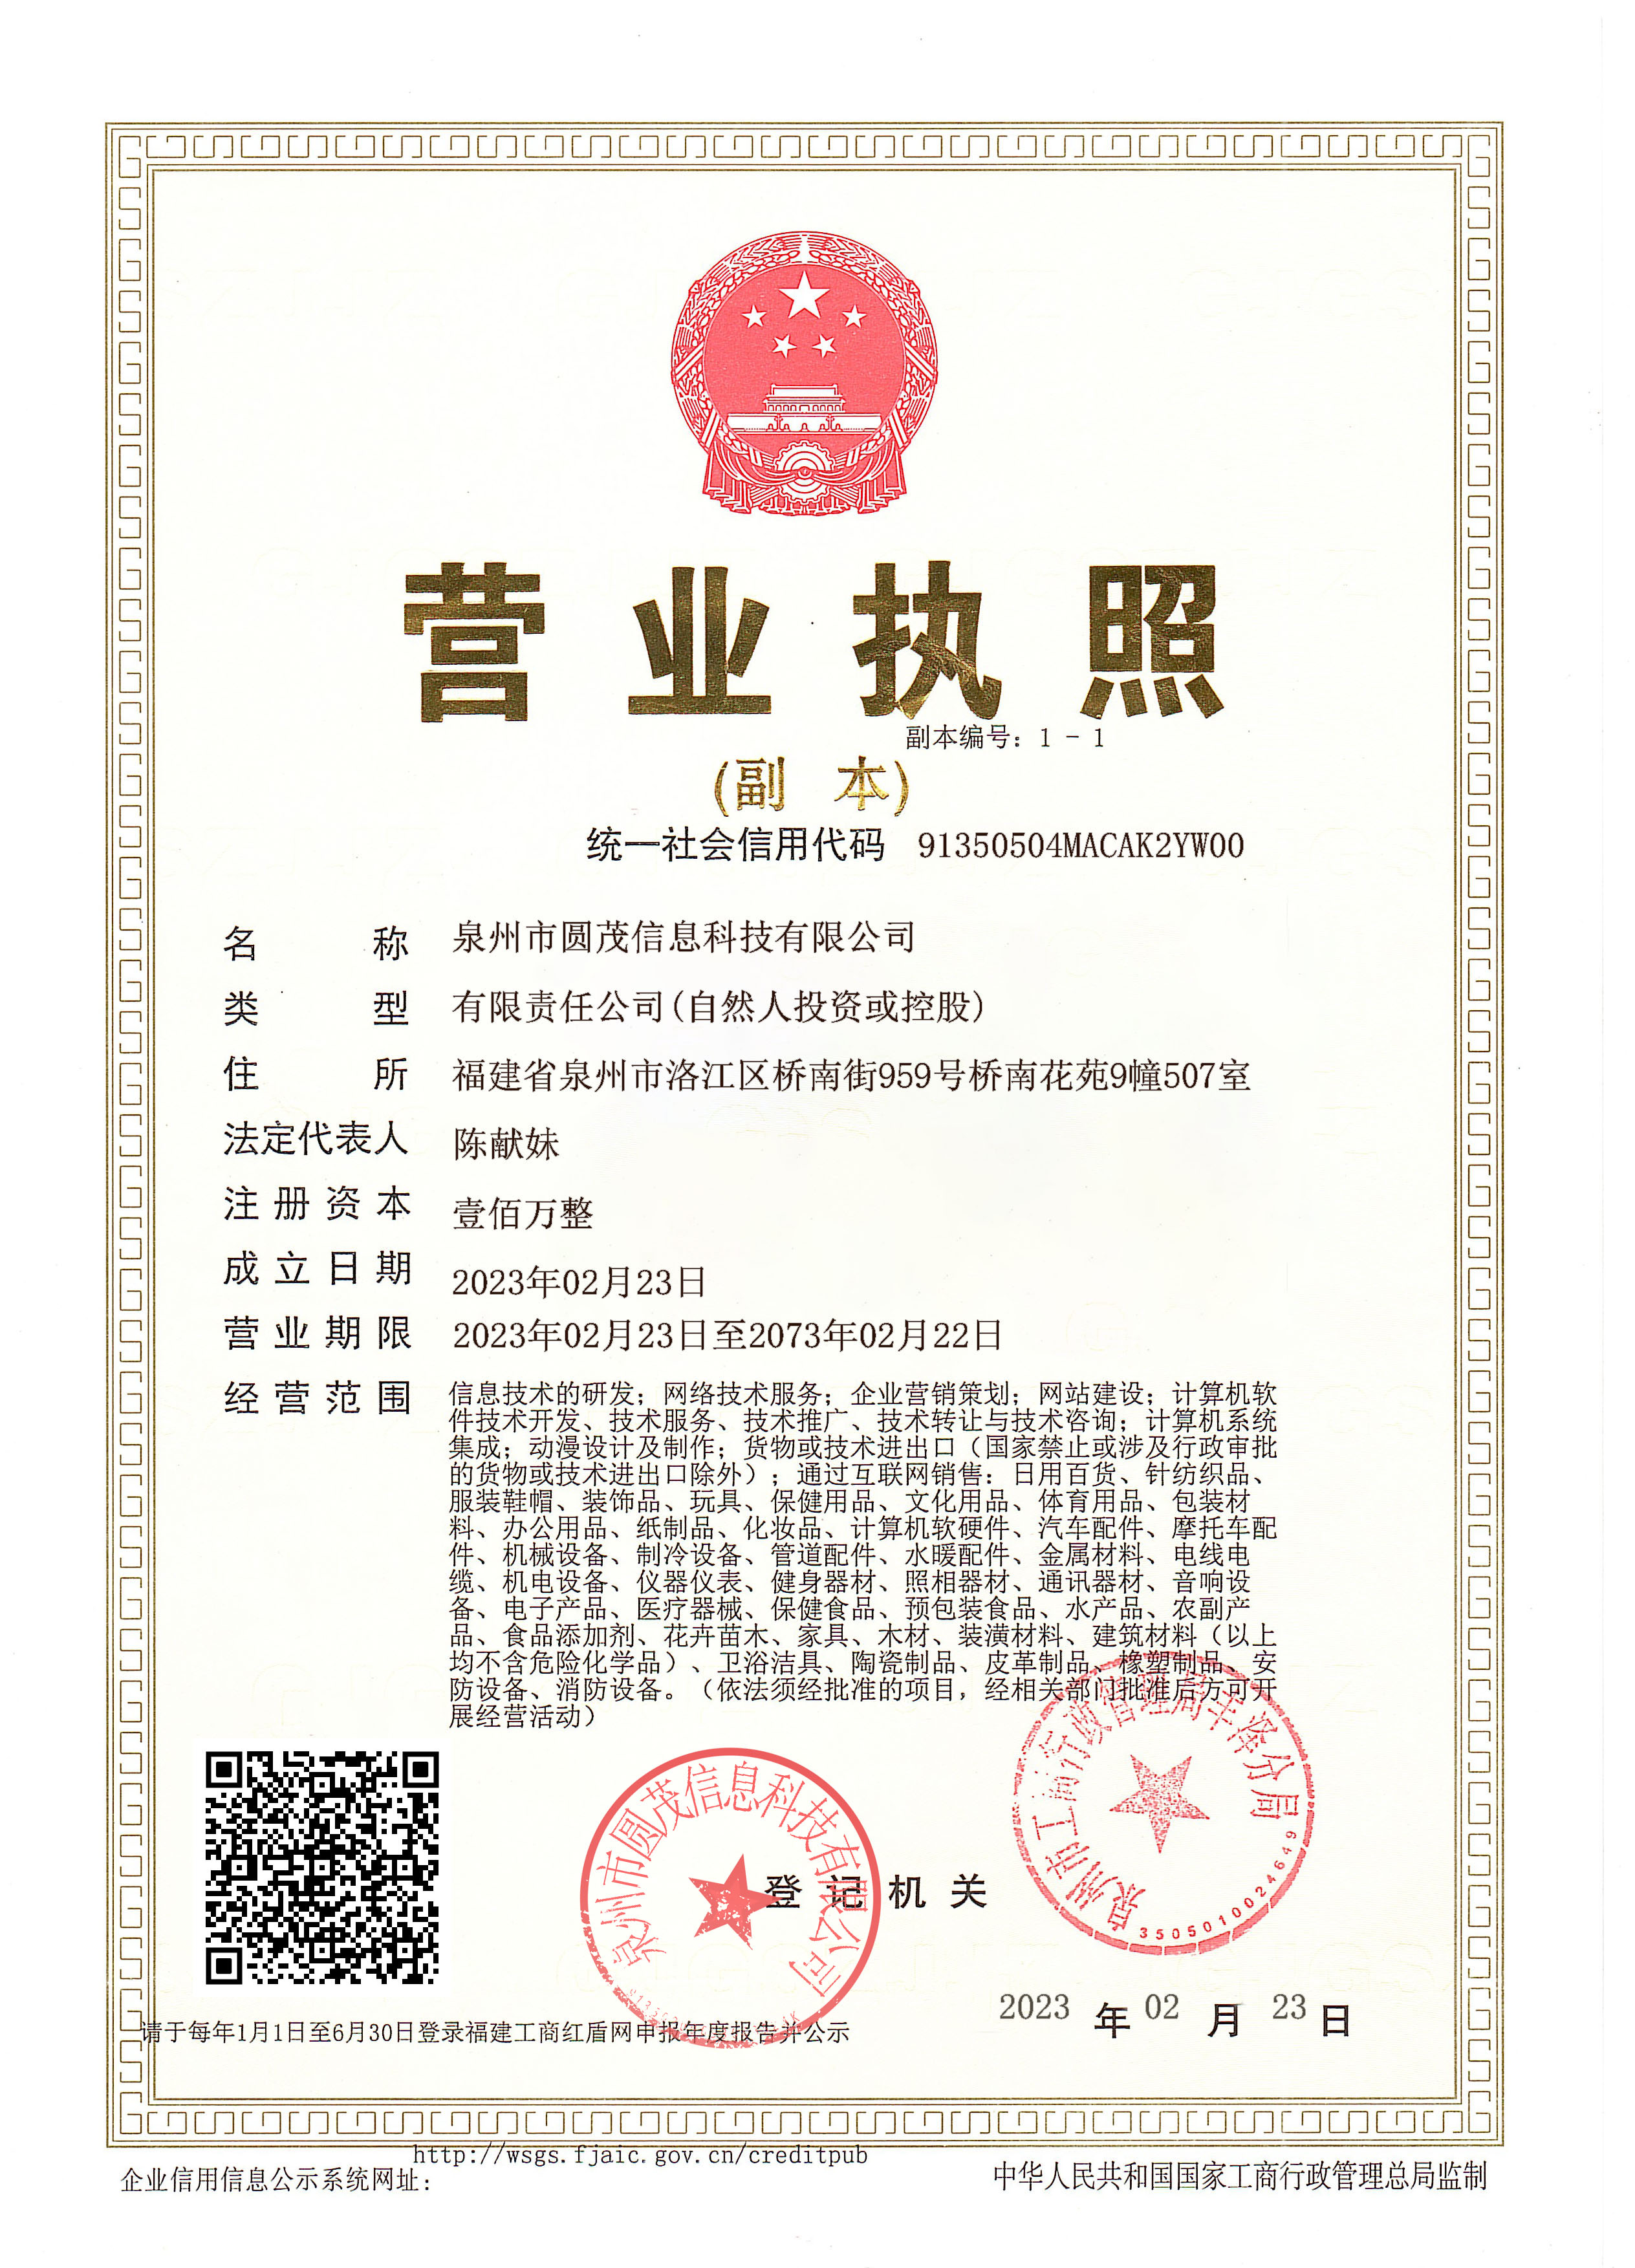 营业执照
副本编号：1 - 1
(副 本)
统一社会信用代码 91350504MACAK2YW00
名称 泉州市圆茂信息科技有限公司
类型 有限责任公司(自然人投资或控股)
住所 福建省泉州市洛江区桥南街959号桥南花苑9幢507室
法定代表人 陈献妹
注册资本 壹佰万整
成立日期 2023年02月23日
营业期限 2023年02月23日至2073年02月22日
经营范围 信息技术的研发；网络技术服务；企业营销策划；网站建设；计算机软
件技术开发、技术服务、技术推广、技术转让与技术咨询；计算机系统
集成；动漫设计及制作；货物或技术进出口（国家禁止或涉及行政审批
的货物或技术进出口除外）；通过互联网销售：日用百货、针纺织品、
服装鞋帽、装饰品、玩具、保健用品、文化用品、体育用品、包装材
料、办公用品、纸制品、化妆品、计算机软硬件、汽车配件、摩托车配
件、机械设备、制冷设备、管道配件、水暖配件、金属材料、电线电
缆、机电设备、仪器仪表、健身器材、照相器材、通讯器材、音响设
备、电子产品、医疗器械、保健食品、预包装食品、水产品、农副产
品、食品添加剂、花卉苗木、家具、木材、装潢材料、建筑材料（以上
均不含危险化学品）、卫浴洁具、陶瓷制品、皮革制品、橡塑制品、安
防设备、消防设备。（依法须经批准的项目，经相关部门批准后方可开
展经营活动）
泉州市工商行政管理局丰泽分局
3505010024649
泉州市圆茂信息科技有限公司
登记机关
2023 年 02 月 23 日
请于每年1月1日至6月30日登录福建工商红盾网申报年度报告并公示
http://wsgs.fjaic.gov.cn/creditpub
企业信用信息公示系统网址：
中华人民共和国国家工商行政管理总局监制